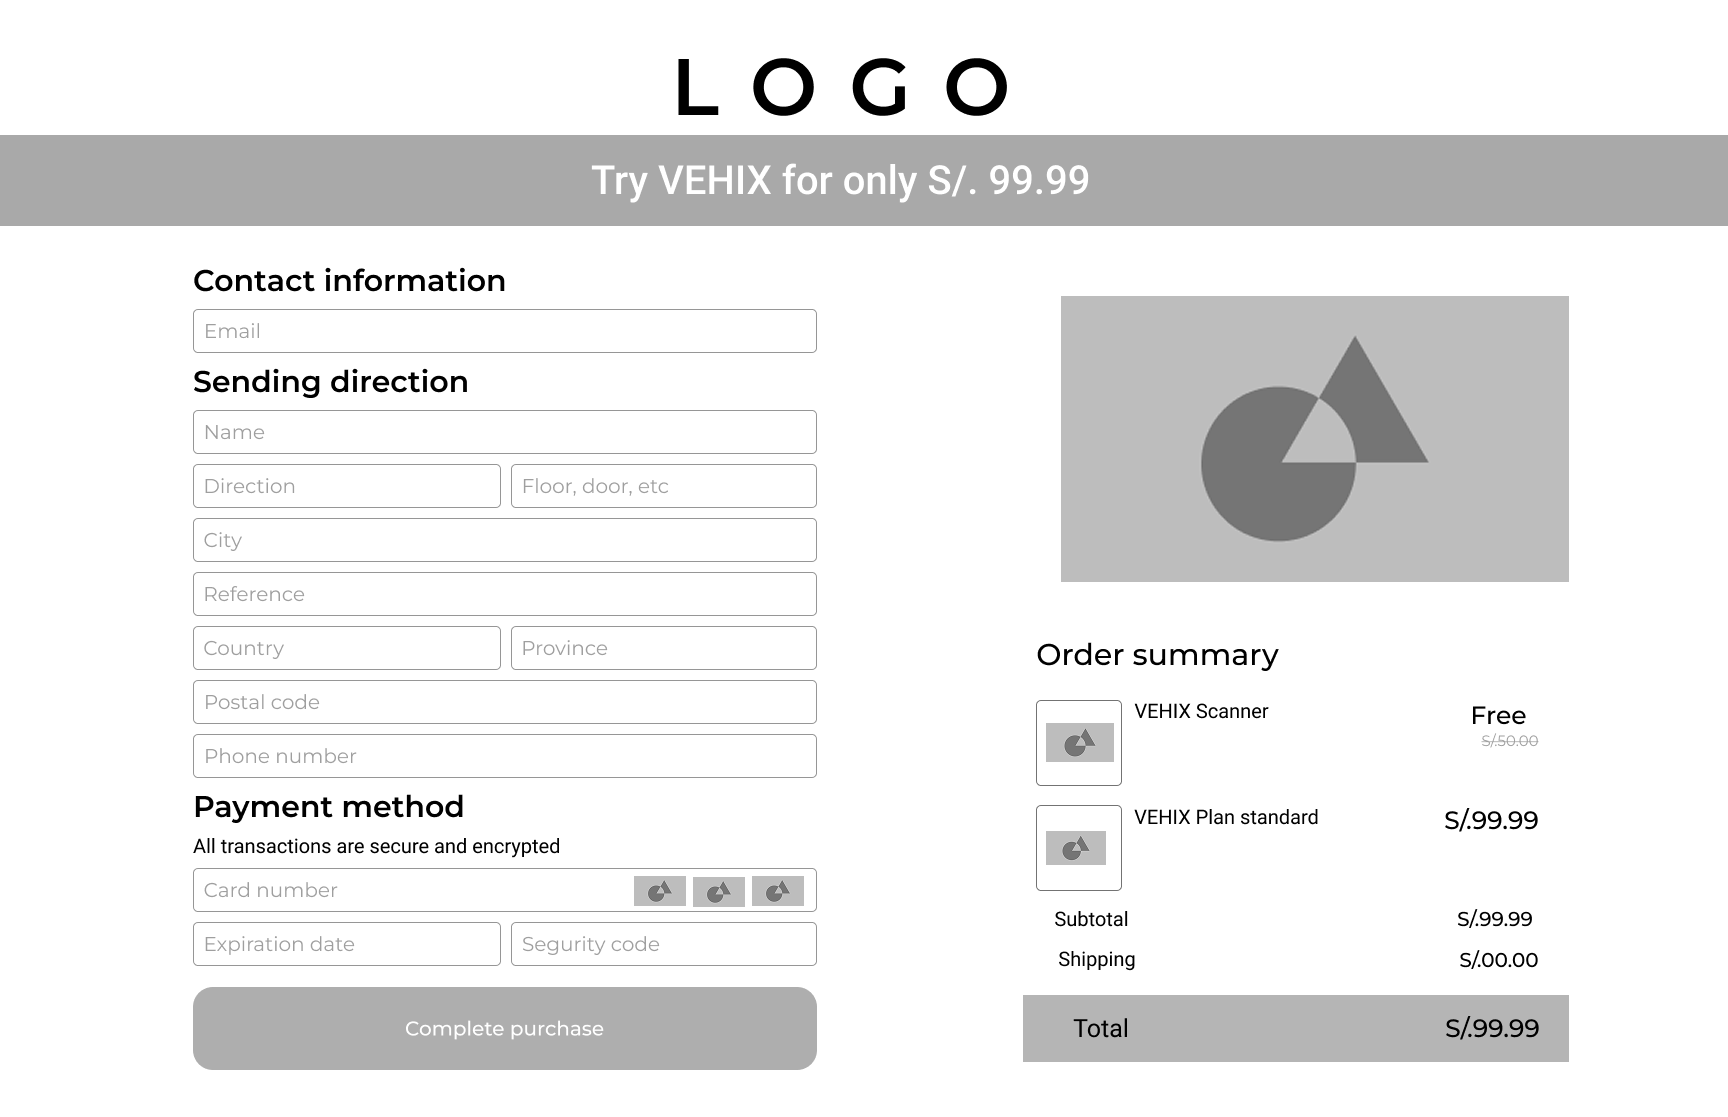 LOGO
Try VEHIX for only S/. 99.99
Contact information
Email
Sending direction
Name
Direction
Floor, door, etc
City
Reference
Country
Province
Postal code
Phone number
Payment method
All transactions are secure and encrypted
Card number
Expiration date
Segurity code
Complete purchase
Order summary
VEHIX Scanner
Free
S/.50.00
VEHIX Plan standard
S/.99.99
Subtotal
S/.99.99
Shipping
S/.00.00
Total
S/.99.99